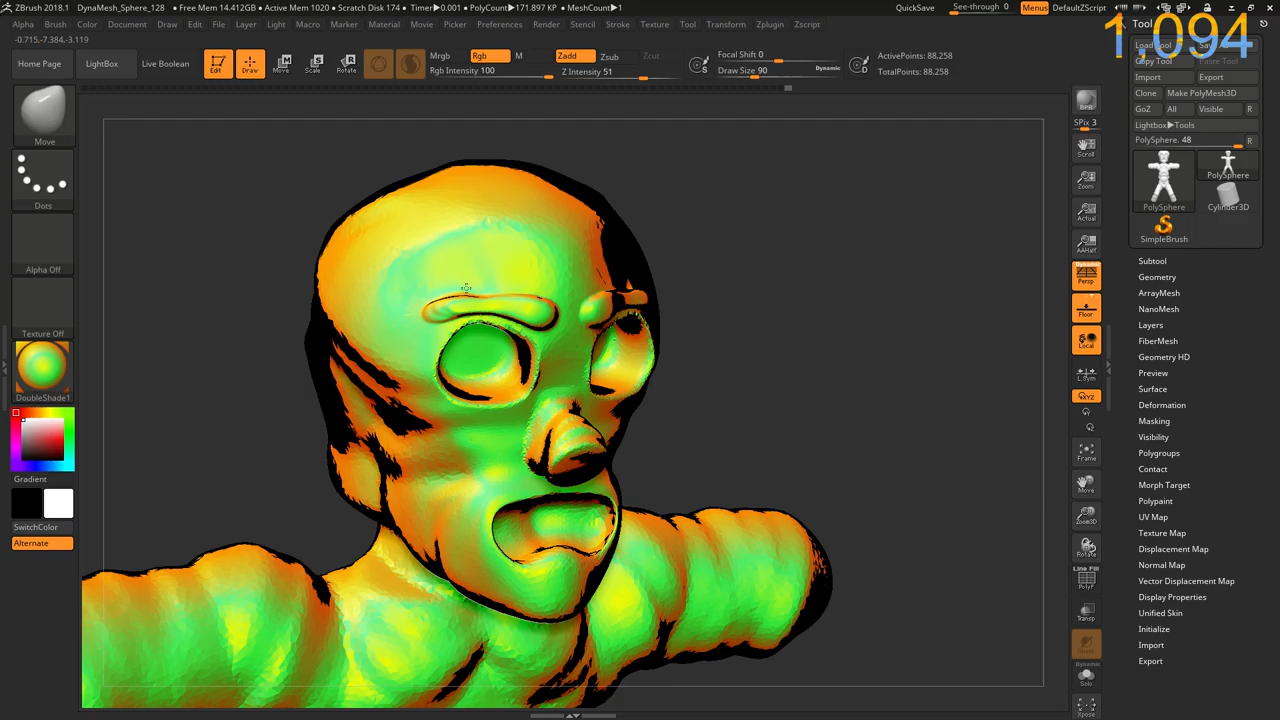 ZBrush 2018.1 DynaMesh_Sphere_128 • Free Mem 14.412GB • Active Mem 1020 • Scratch Disk 174 • Timer▶0.001 • PolyCount▶171.897 KP • MeshCount▶1 QuickSave See-through 0 Menus DefaultZScript
Alpha Brush Color Document Draw Edit File Layer Light Macro Marker Material Movie Picker Preferences Render Stencil Stroke Texture Tool Transform Zplugin Zscript
1.094
Tool
-0.715,-7.384,-3.119
Home Page LightBox Live Boolean Edit Draw Move Scale Rotate
Mrgb Rgb M Zadd Zsub Zcut
Rgb Intensity 100 Z Intensity 51
Focal Shift 0
Draw Size 90 Dynamic
ActivePoints: 88,258
TotalPoints: 88,258
Load Tool
Copy Tool Paste Tool
Import Export
Clone Make PolyMesh3D
GoZ All Visible R
Lightbox▶Tools
PolySphere. 48 R
PolySphere
PolySphere
Cylinder3D
SimpleBrush
Move
Dots
Alpha Off
Texture Off
DoubleShade1
Gradient
SwitchColor
Alternate
BPR
SPix 3
Scroll
Zoom
Actual
AAHalf
Dynamic
Persp
Floor
Local
L.Sym
XYZ
Frame
Move
Zoom3D
Rotate
Line Fill
PolyF
Transp
Dynamic
Solo
Xpose
Subtool
Geometry
ArrayMesh
NanoMesh
Layers
FiberMesh
Geometry HD
Preview
Surface
Deformation
Masking
Visibility
Polygroups
Contact
Morph Target
Polypaint
UV Map
Texture Map
Displacement Map
Normal Map
Vector Displacement Map
Display Properties
Unified Skin
Initialize
Import
Export